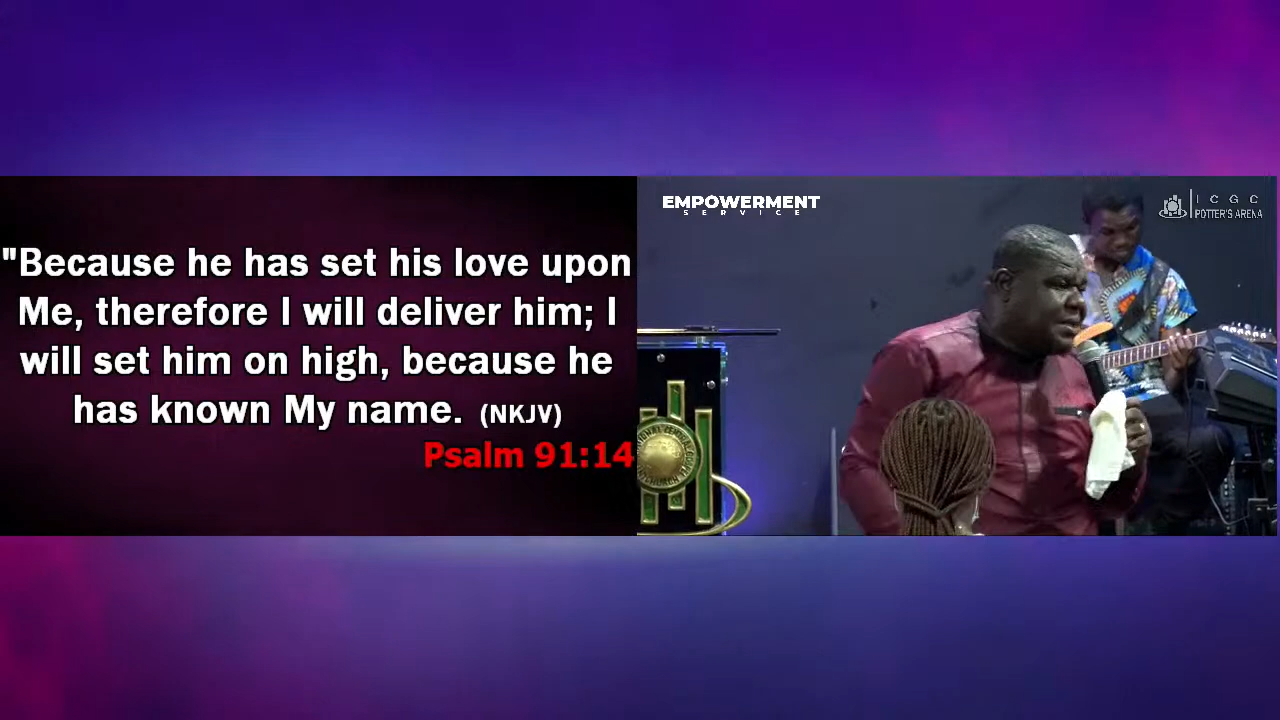 "Because he has set his love upon
Me, therefore I will deliver him; I
will set him on high, because he
has known My name. (NKJV)
Psalm 91:14
EMPOWERMENT
SERVICE
ICGC
POTTER'S ARENA
CHURCH